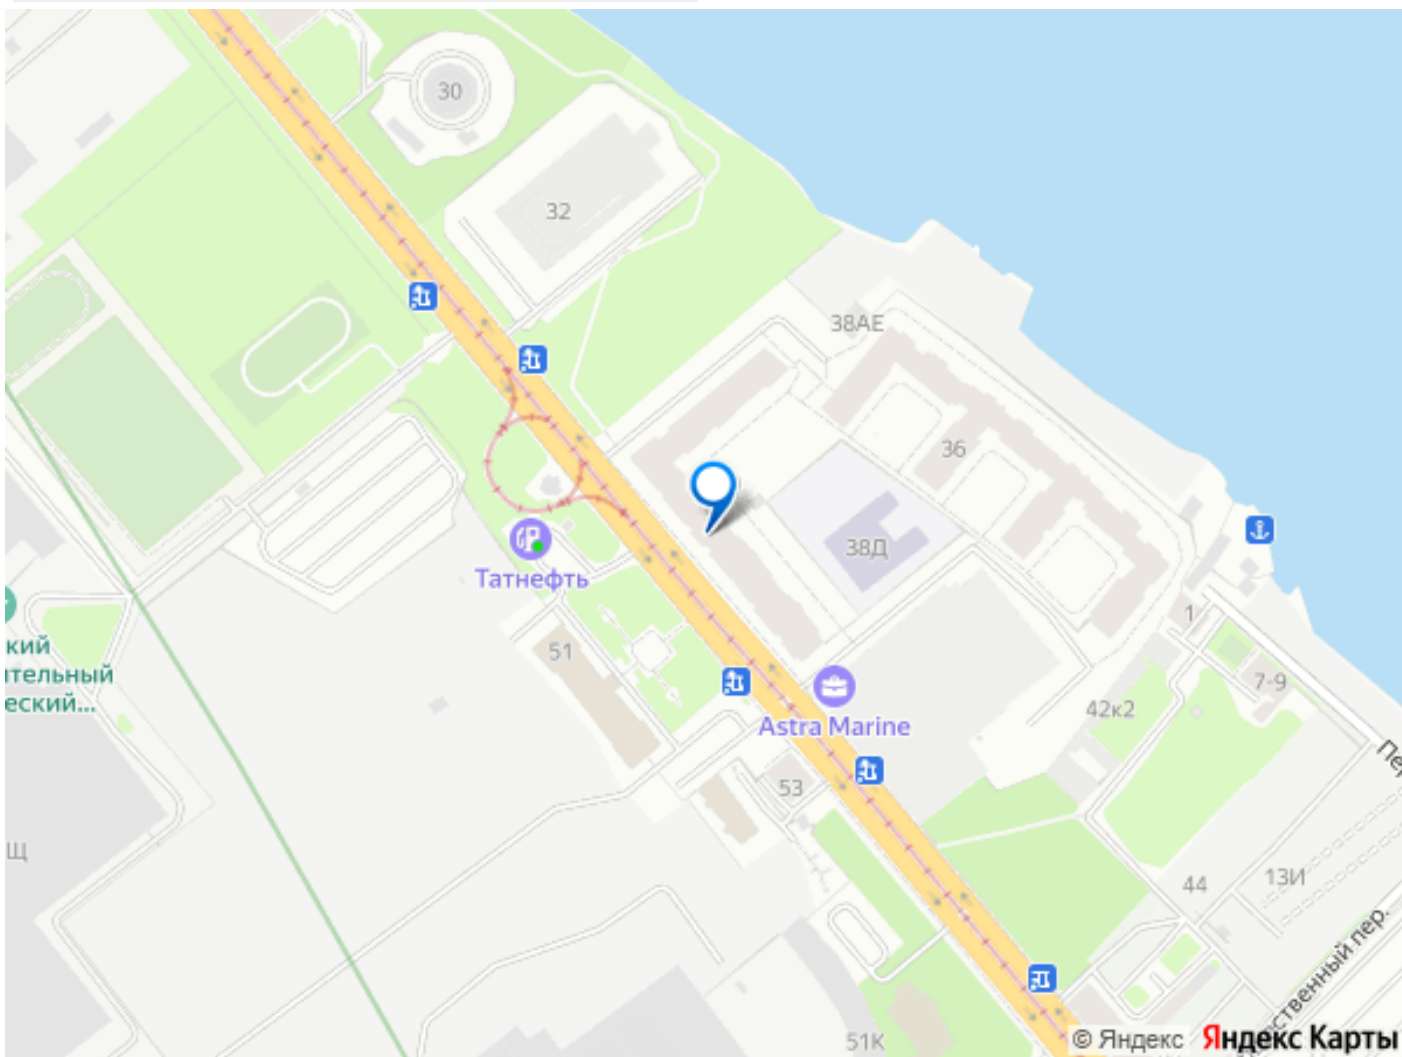 30
32
38АЕ
36
38Д
Татнефть
51
1
кий
ительный
еский...
7-9
42к2
Astra Marine
53
Щ
44
13И
ственный пер.
51К
© Яндекс Яндекс Карты